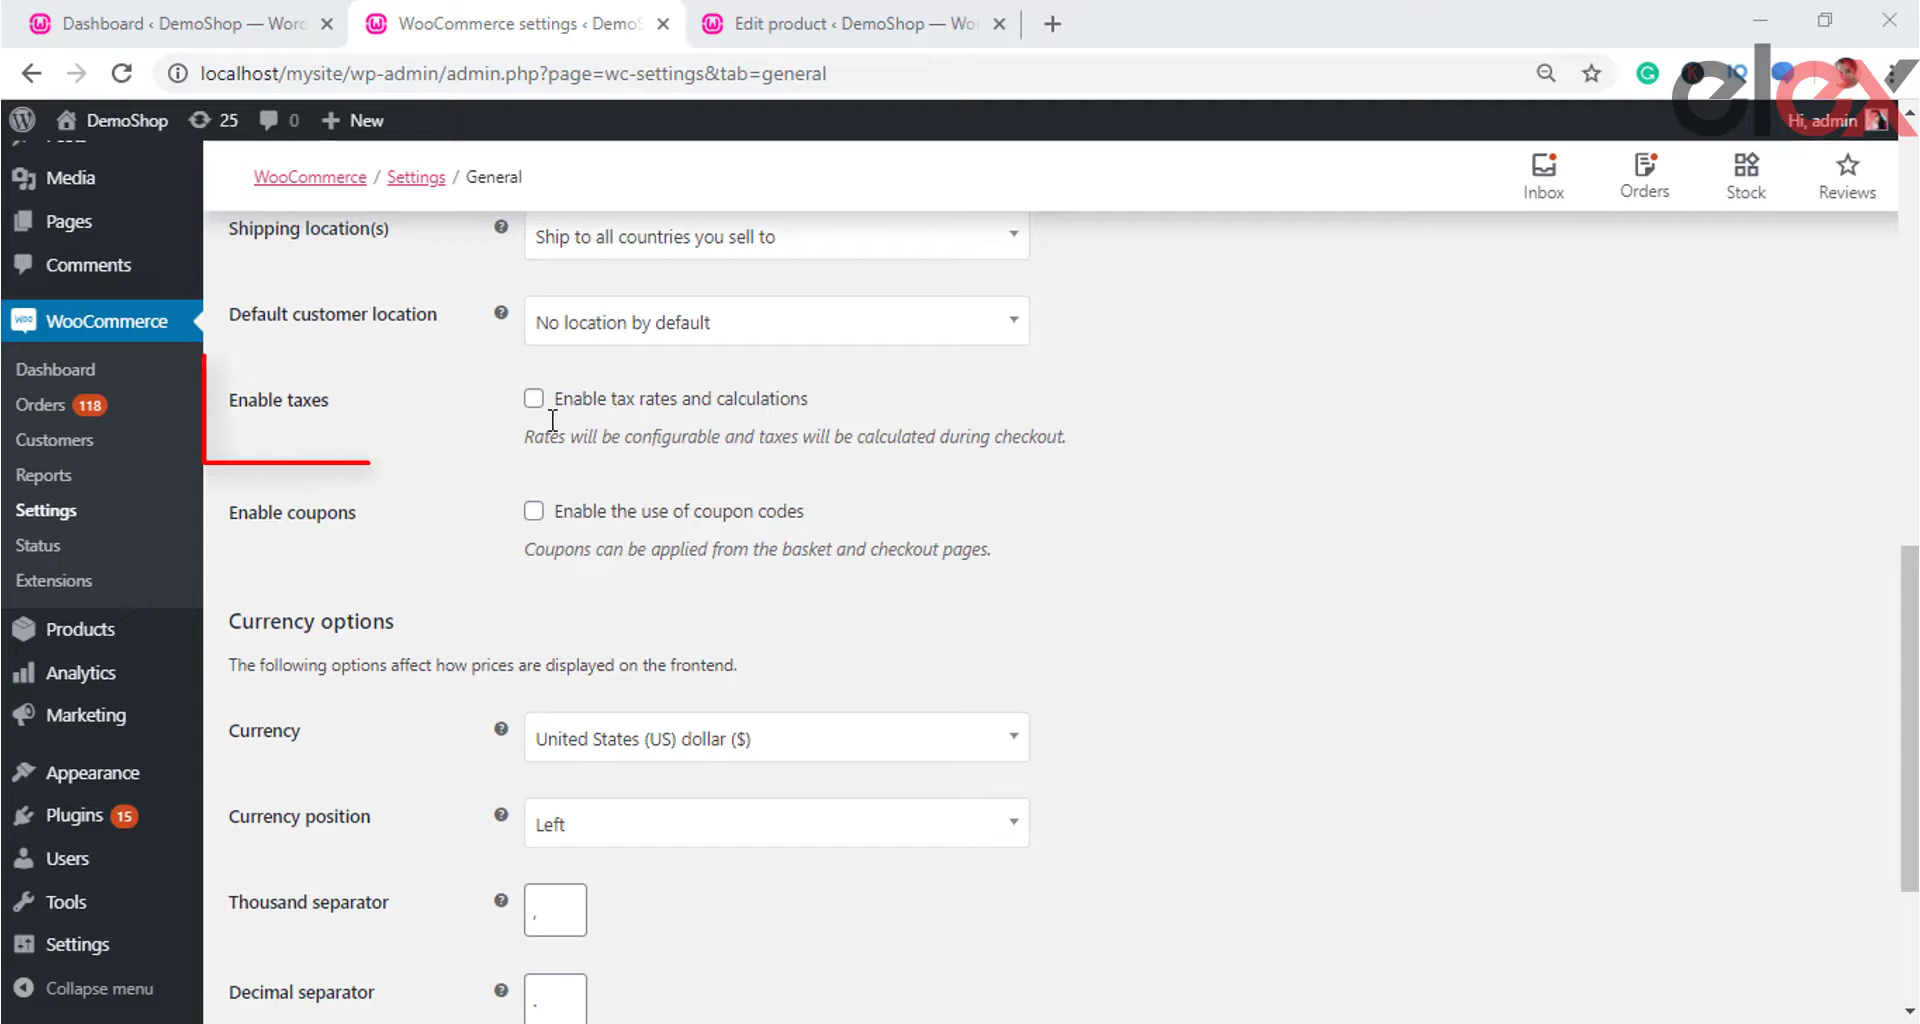 Dashboard ‹ DemoShop — Word
WooCommerce settings ‹ DemoS
Edit product ‹ DemoShop — Wo
localhost/mysite/wp-admin/admin.php?page=wc-settings&tab=general
elex
DemoShop
25
0
New
Hi, admin
Media
Pages
Comments
WooCommerce
Dashboard
Orders 118
Customers
Reports
Settings
Status
Extensions
Products
Analytics
Marketing
Appearance
Plugins 15
Users
Tools
Settings
Collapse menu
WooCommerce / Settings / General
Inbox
Orders
Stock
Reviews
Shipping location(s)
Ship to all countries you sell to
Default customer location
No location by default
Enable taxes
Enable tax rates and calculations
Rates will be configurable and taxes will be calculated during checkout.
Enable coupons
Enable the use of coupon codes
Coupons can be applied from the basket and checkout pages.
Currency options
The following options affect how prices are displayed on the frontend.
Currency
United States (US) dollar ($)
Currency position
Left
Thousand separator
,
Decimal separator
.